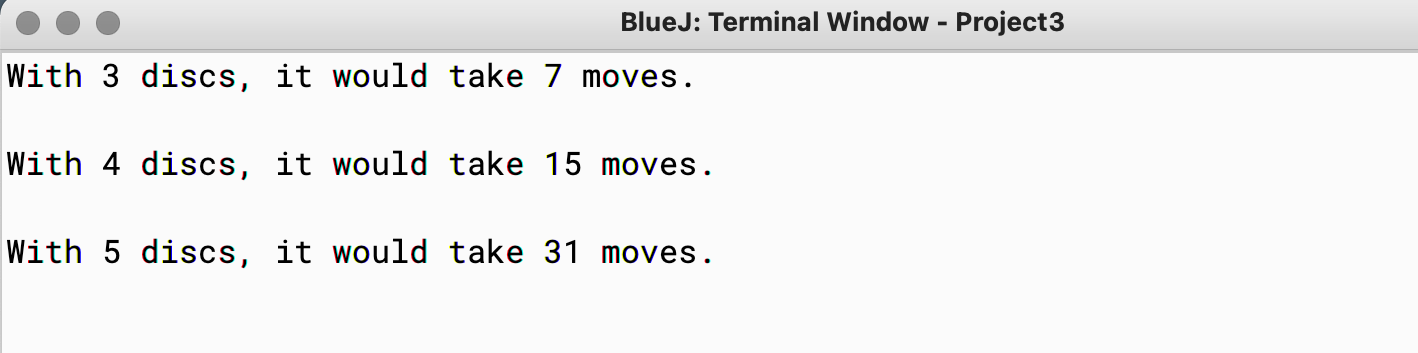 BlueJ: Terminal Window - Project3
With 3 discs, it would take 7 moves.
With 4 discs, it would take 15 moves.
With 5 discs, it would take 31 moves.